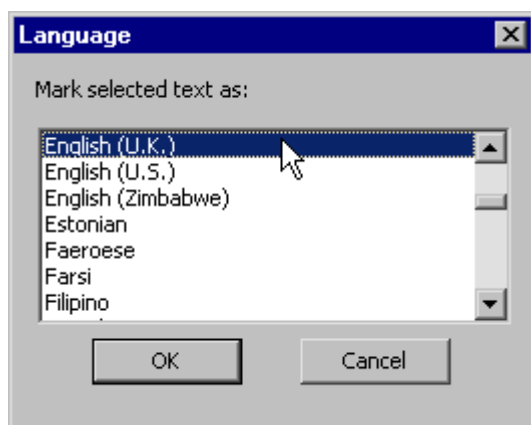 Language
Mark selected text as:
English (U.K.)
English (U.S.)
English (Zimbabwe)
Estonian
Faeroese
Farsi
Filipino
OK
Cancel